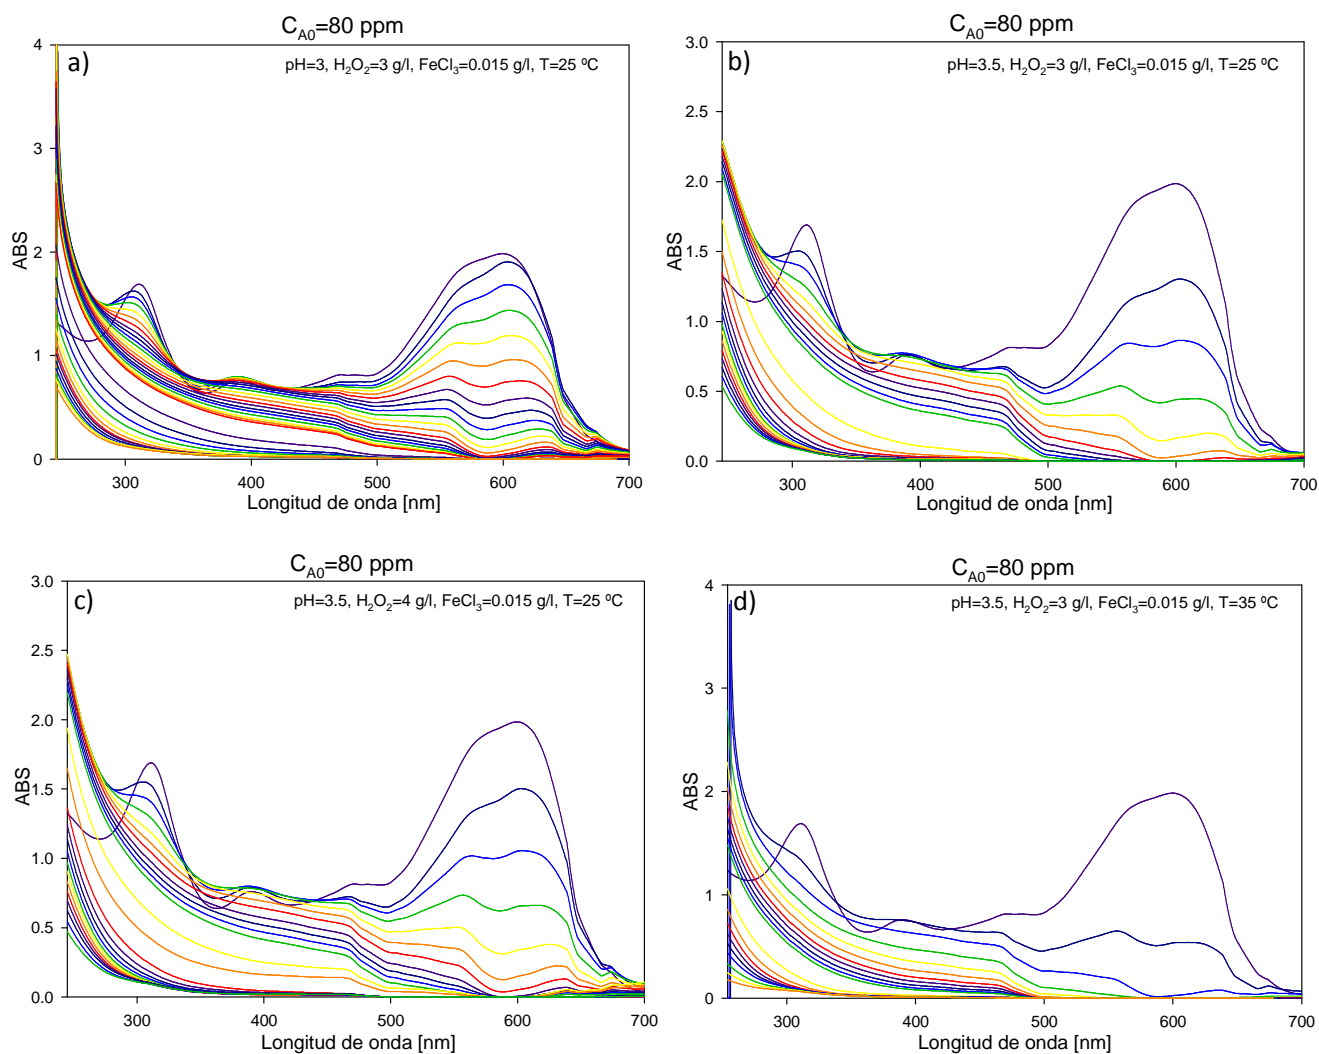 C_A0=80 ppm
a)
pH=3, H₂O₂=3 g/l, FeCl₃=0.015 g/l, T=25 ºC
4
3
2
1
0
ABS
300 400 500 600 700
Longitud de onda [nm]
C_A0=80 ppm
b)
pH=3.5, H₂O₂=3 g/l, FeCl₃=0.015 g/l, T=25 ºC
3.0
2.5
2.0
1.5
1.0
0.5
0.0
ABS
300 400 500 600 700
Longitud de onda [nm]
C_A0=80 ppm
c)
pH=3.5, H₂O₂=4 g/l, FeCl₃=0.015 g/l, T=25 ºC
3.0
2.5
2.0
1.5
1.0
0.5
0.0
ABS
300 400 500 600 700
Longitud de onda [nm]
C_A0=80 ppm
d)
pH=3.5, H₂O₂=3 g/l, FeCl₃=0.015 g/l, T=35 ºC
4
3
2
1
0
ABS
300 400 500 600 700
Longitud de onda [nm]